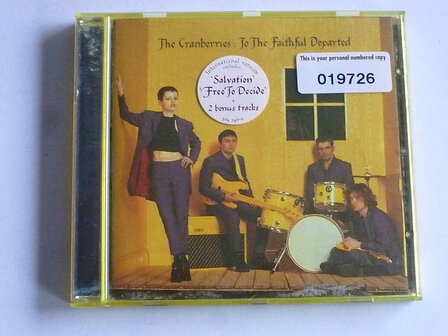 The Cranberries : To The Faithful Departed
This is your personal numbered copy
019726
International version
includes
'Salvation'
'Free To Decide'
+
2 bonus tracks